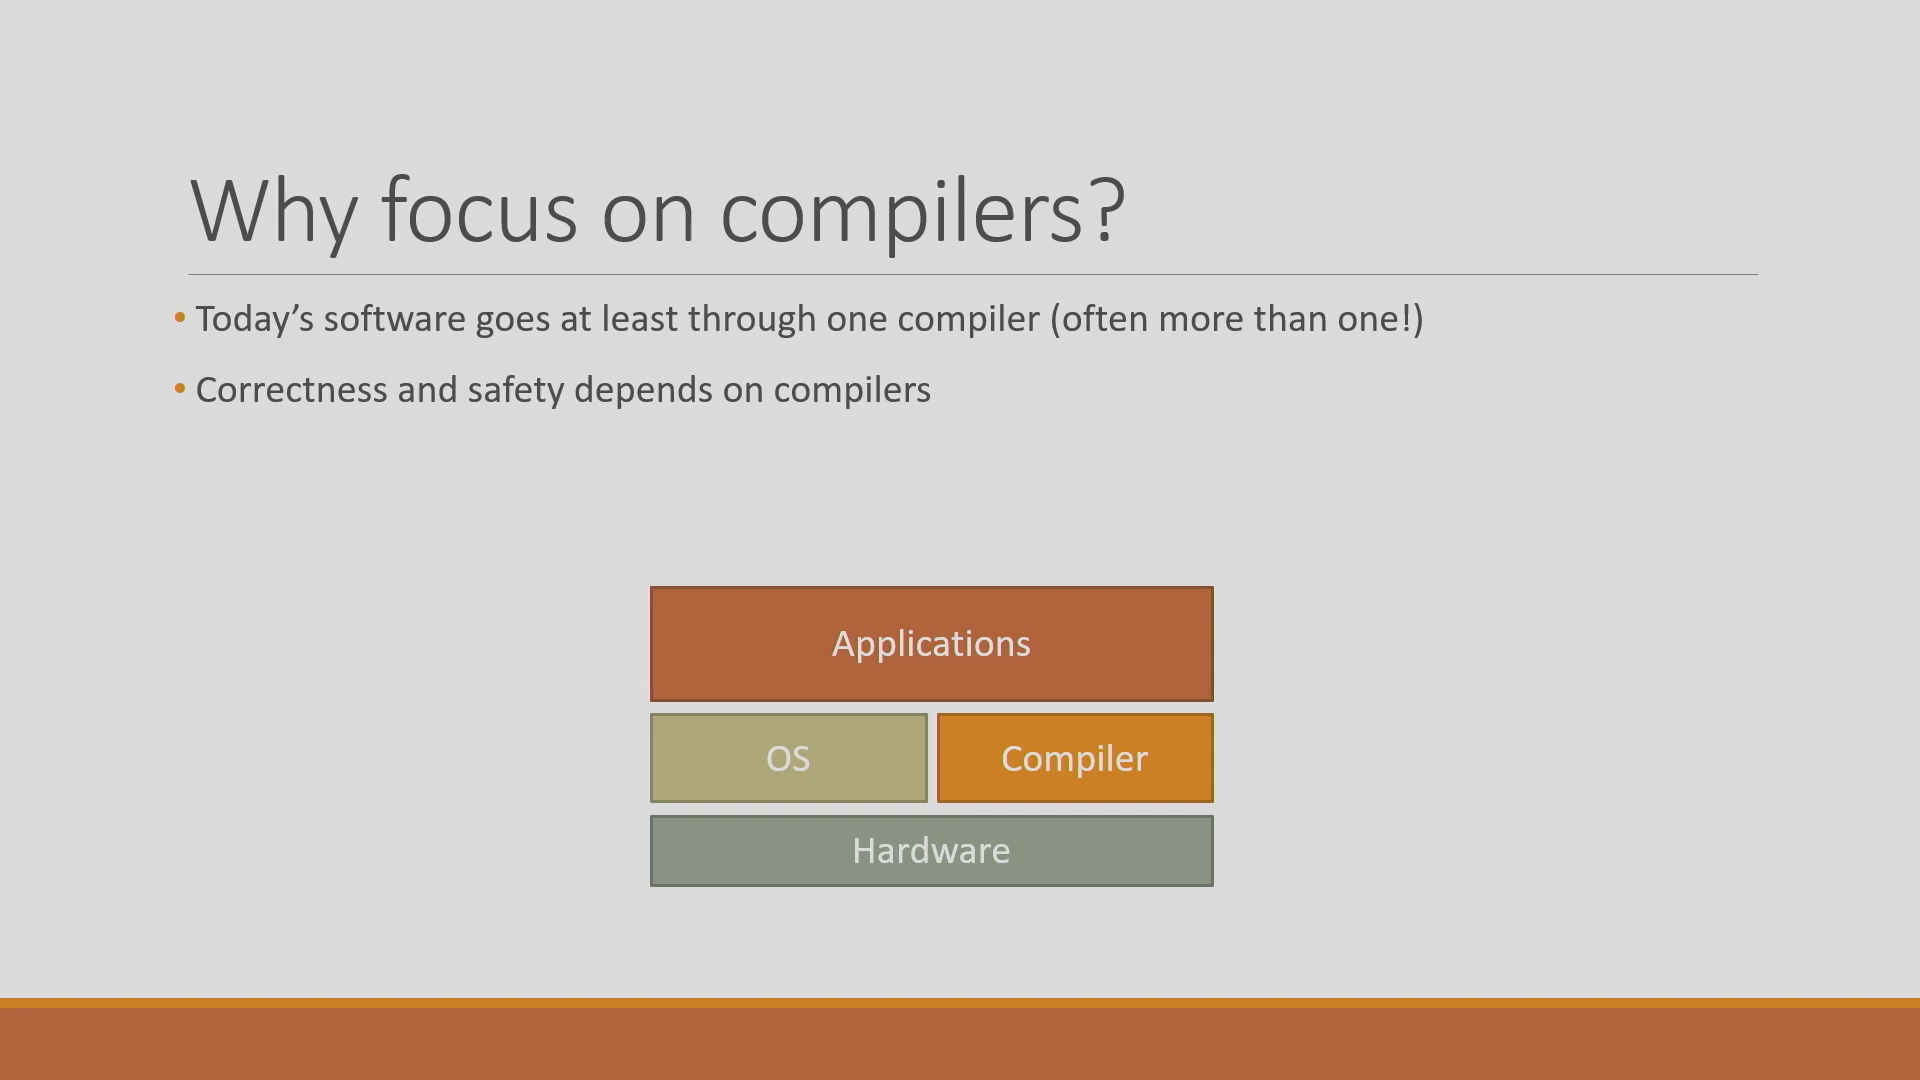 Why focus on compilers?
• Today’s software goes at least through one compiler (often more than one!)
• Correctness and safety depends on compilers
Applications
OS
Compiler
Hardware